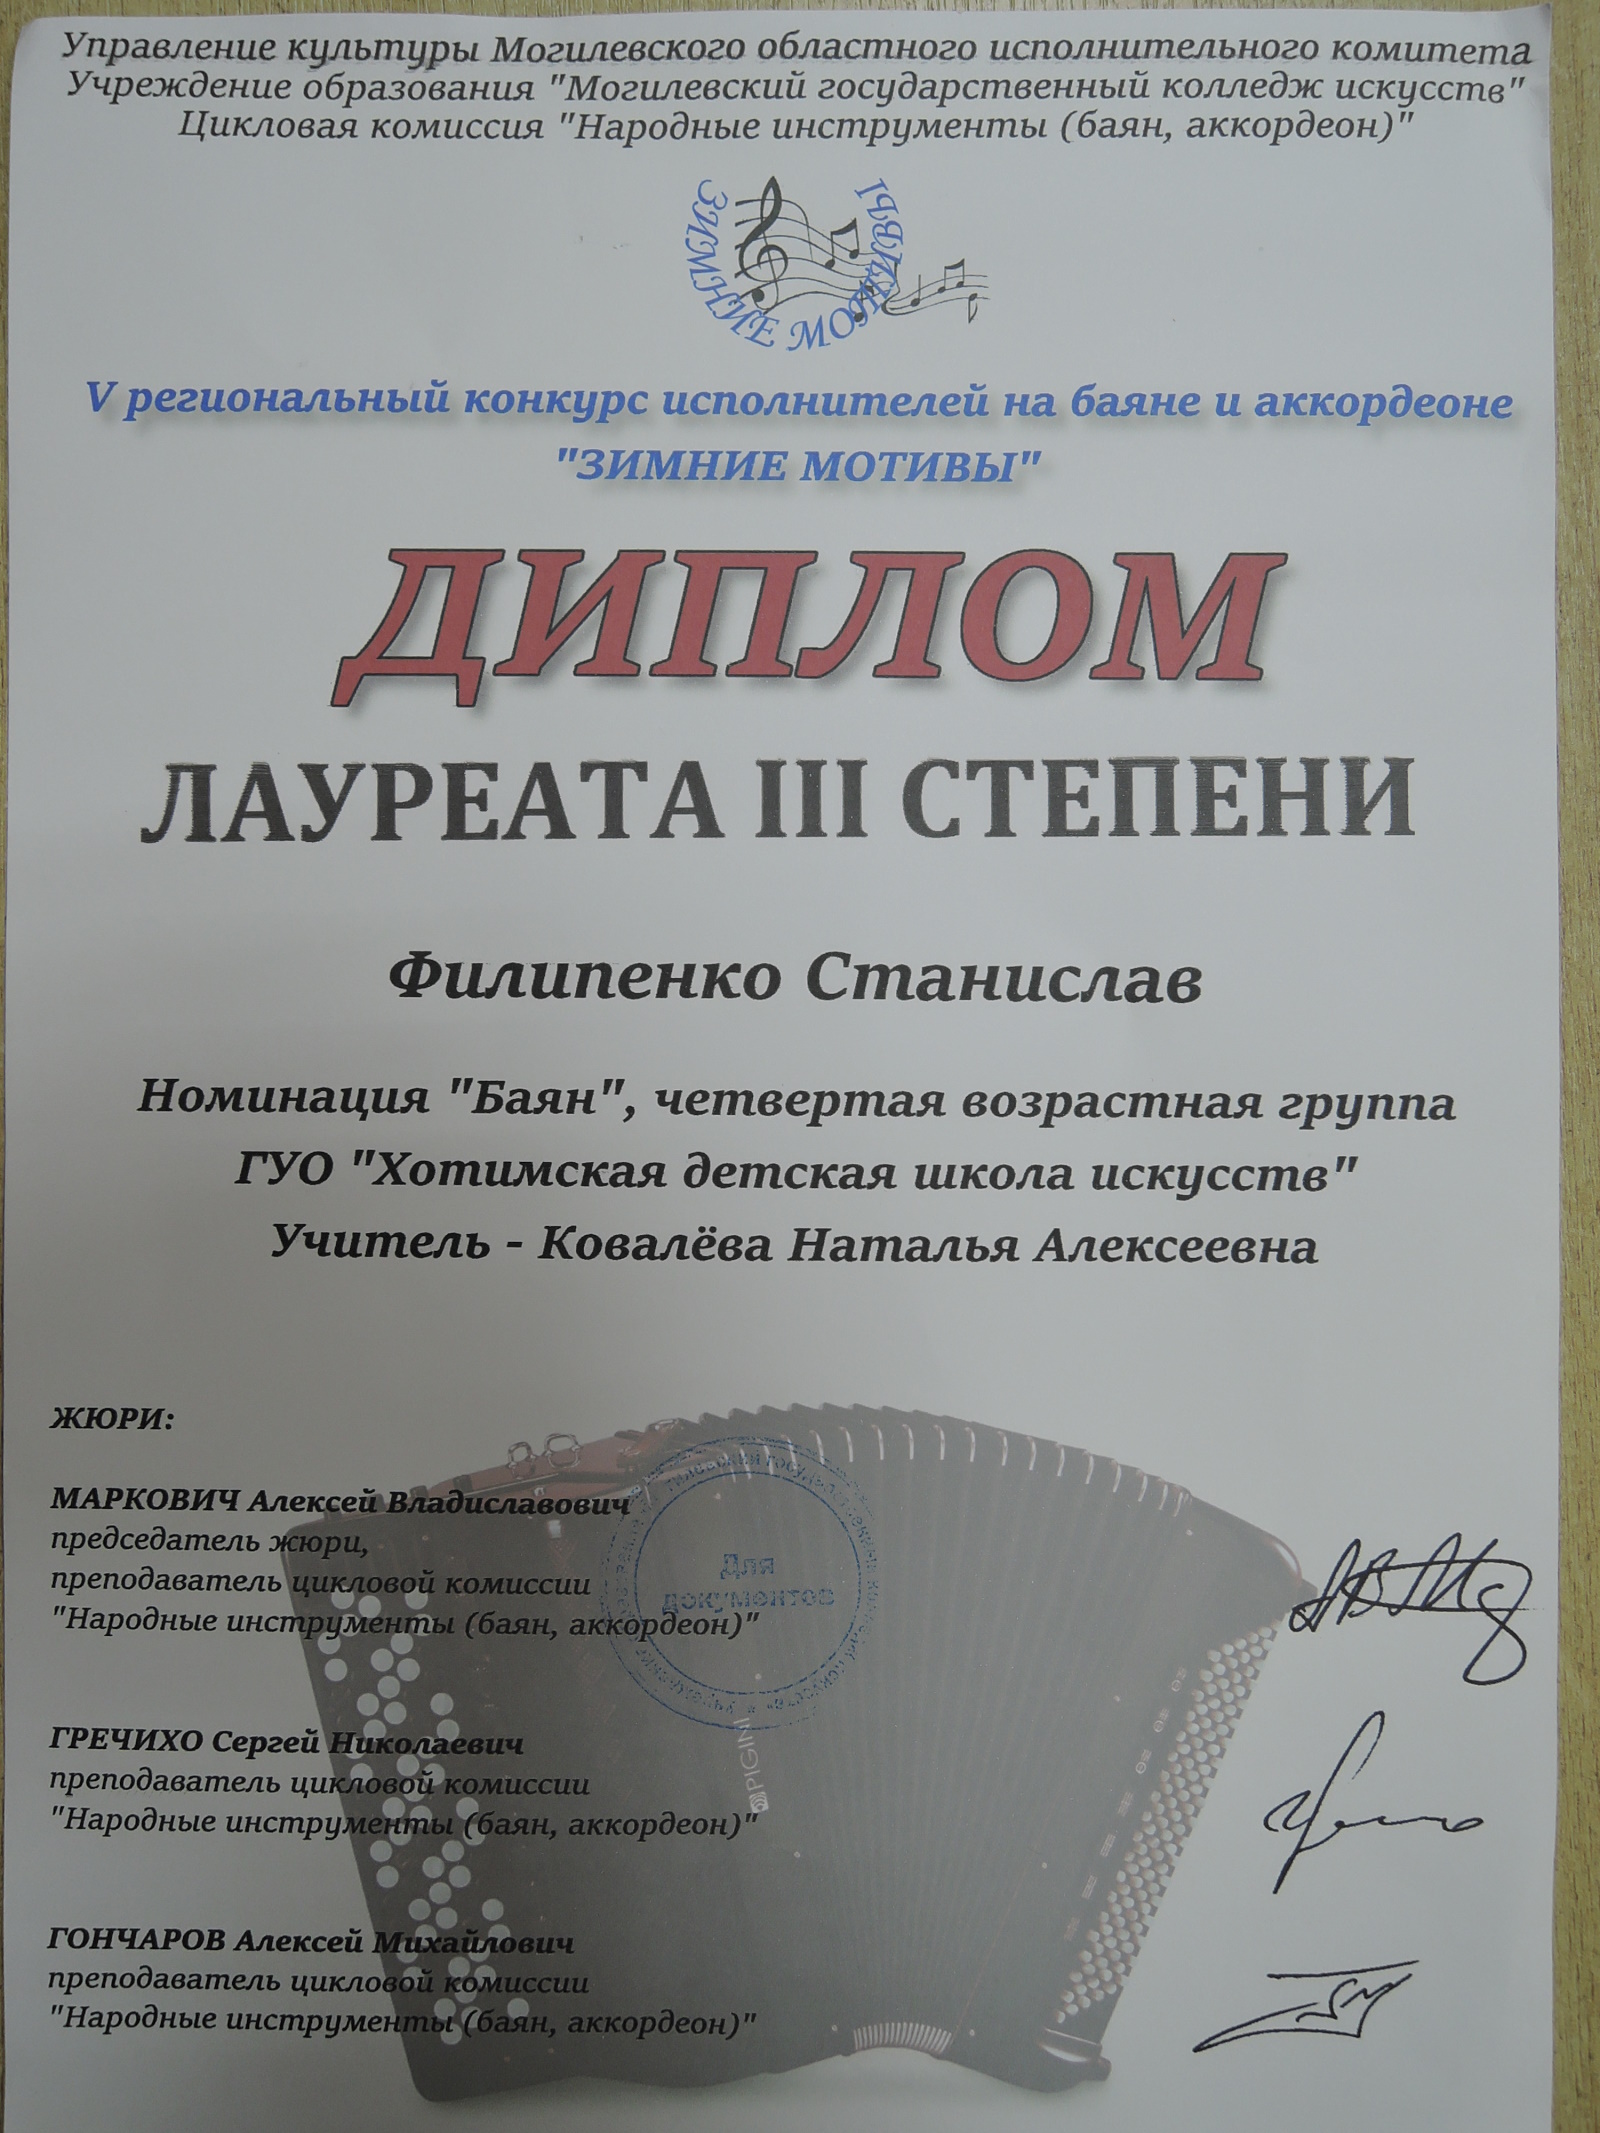 Управление культуры Могилевского областного исполнительного комитета
Учреждение образования "Могилевский государственный колледж искусств"
Цикловая комиссия "Народные инструменты (баян, аккордеон)"
ЗИМНИЕ МОТИВЫ
V региональный конкурс исполнителей на баяне и аккордеоне
"ЗИМНИЕ МОТИВЫ"
ДИПЛОМ
ЛАУРЕАТА III СТЕПЕНИ
Филипенко Станислав
Номинация "Баян", четвертая возрастная группа
ГУО "Хотимская детская школа искусств"
Учитель - Ковалёва Наталья Алексеевна
ЖЮРИ:
МАРКОВИЧ Алексей Владиславович
председатель жюри,
преподаватель цикловой комиссии
"Народные инструменты (баян, аккордеон)"
Для
документов
PIGINI
ГРЕЧИХО Сергей Николаевич
преподаватель цикловой комиссии
"Народные инструменты (баян, аккордеон)"
ГОНЧАРОВ Алексей Михайлович
преподаватель цикловой комиссии
"Народные инструменты (баян, аккордеон)"